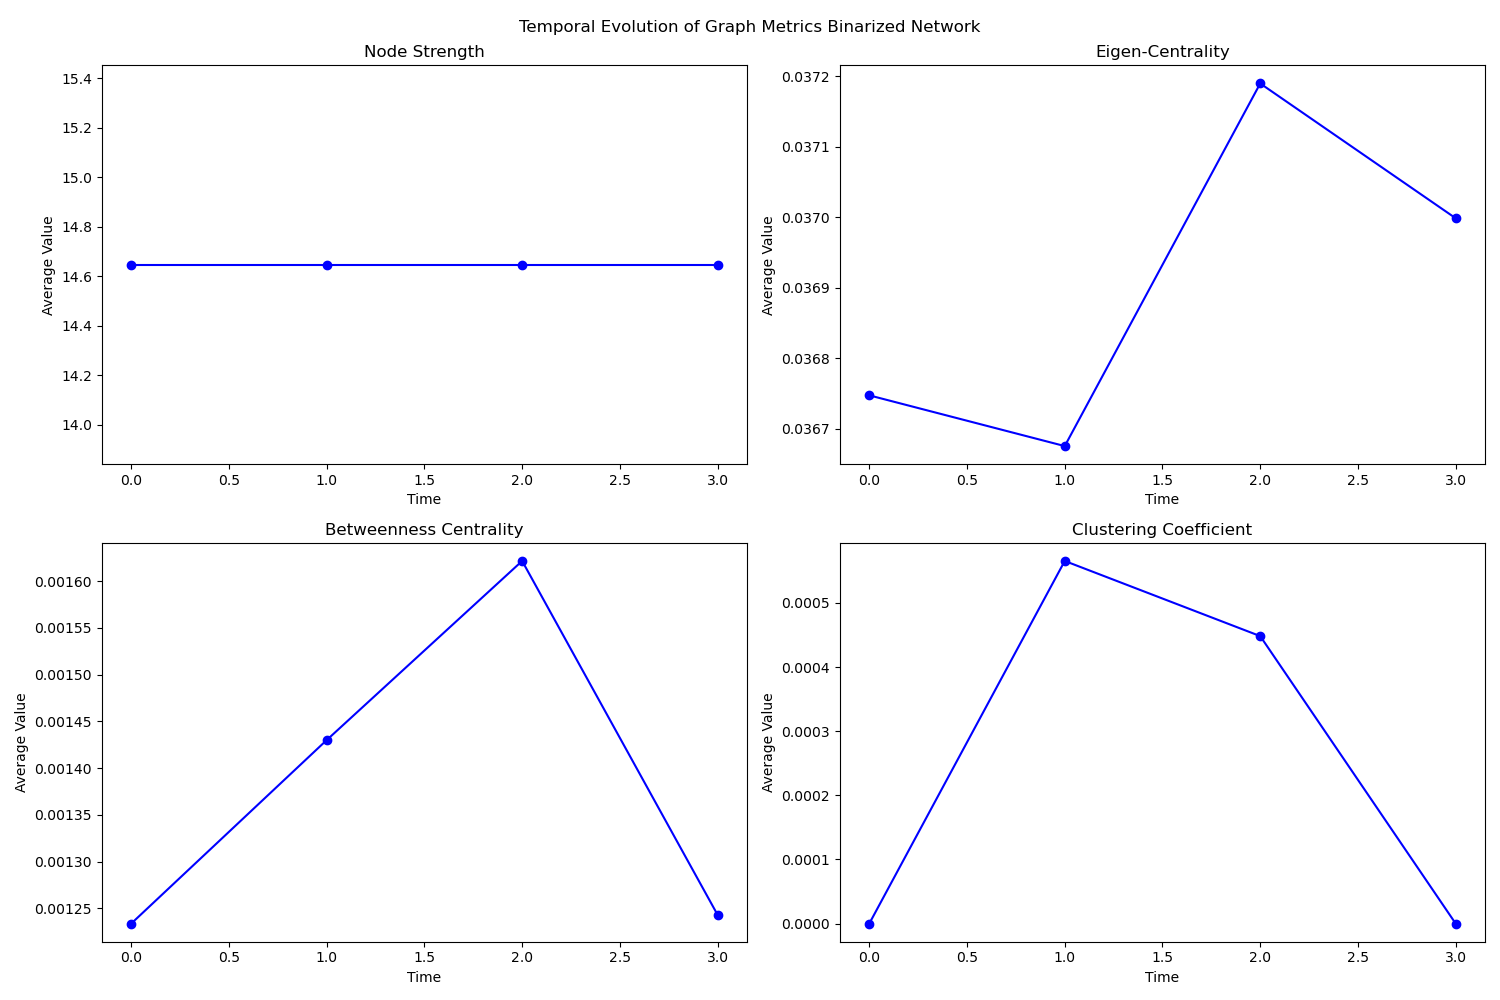 Temporal Evolution of Graph Metrics Binarized Network
Node Strength
15.4
15.2
15.0
14.8
14.6
14.4
14.2
14.0
Average Value
0.0 0.5 1.0 1.5 2.0 2.5 3.0
Time
Eigen-Centrality
0.0372
0.0371
0.0370
0.0369
0.0368
0.0367
Average Value
0.0 0.5 1.0 1.5 2.0 2.5 3.0
Time
Betweenness Centrality
0.00160
0.00155
0.00150
0.00145
0.00140
0.00135
0.00130
0.00125
Average Value
0.0 0.5 1.0 1.5 2.0 2.5 3.0
Time
Clustering Coefficient
0.0005
0.0004
0.0003
0.0002
0.0001
0.0000
Average Value
0.0 0.5 1.0 1.5 2.0 2.5 3.0
Time